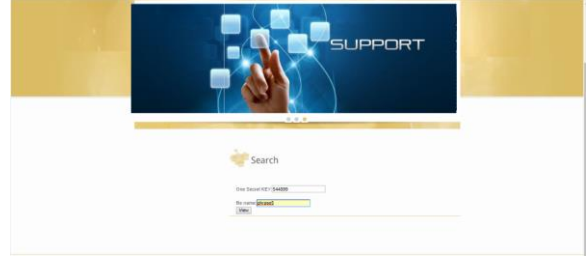 SUPPORT
Search
User Secret KEY
file name
View